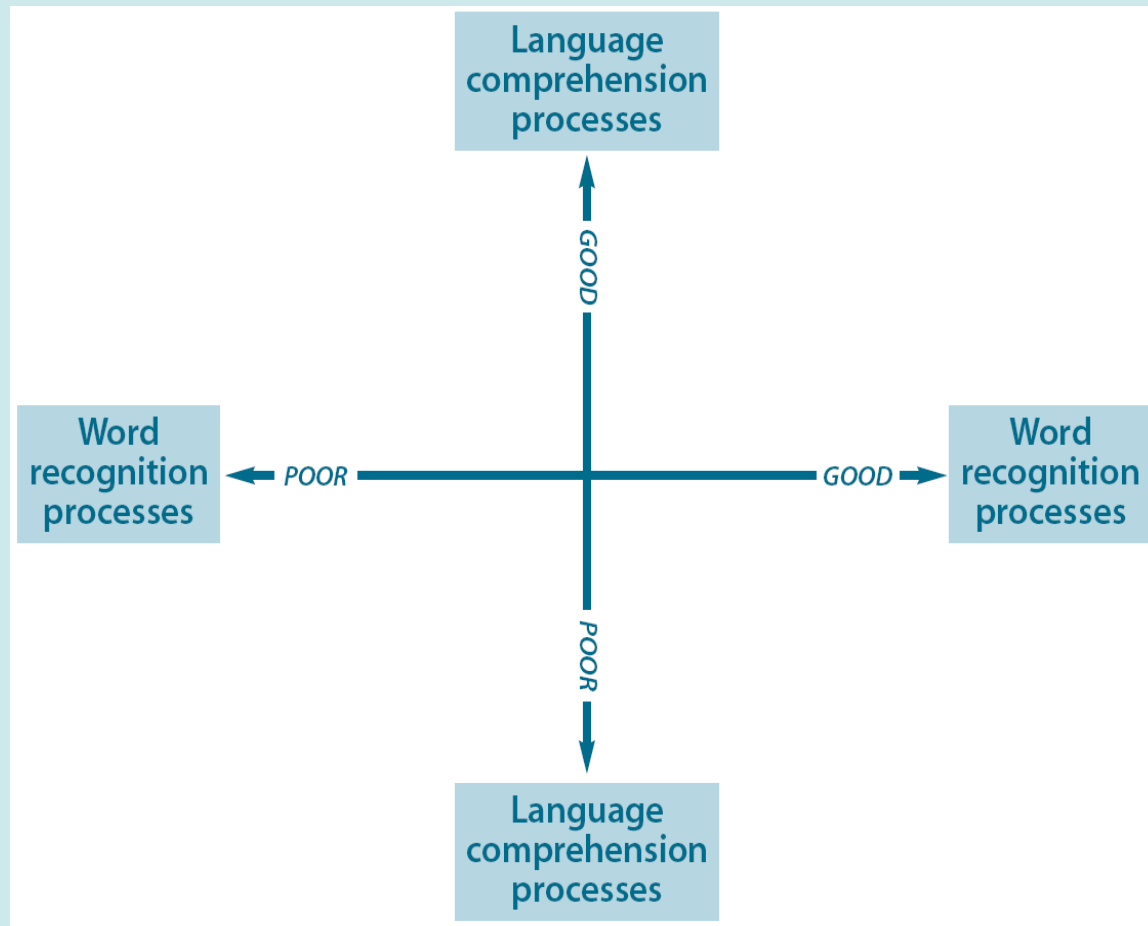 Language
comprehension
processes
GOOD
Word
recognition
processes
POOR
GOOD
Word
recognition
processes
POOR
Language
comprehension
processes